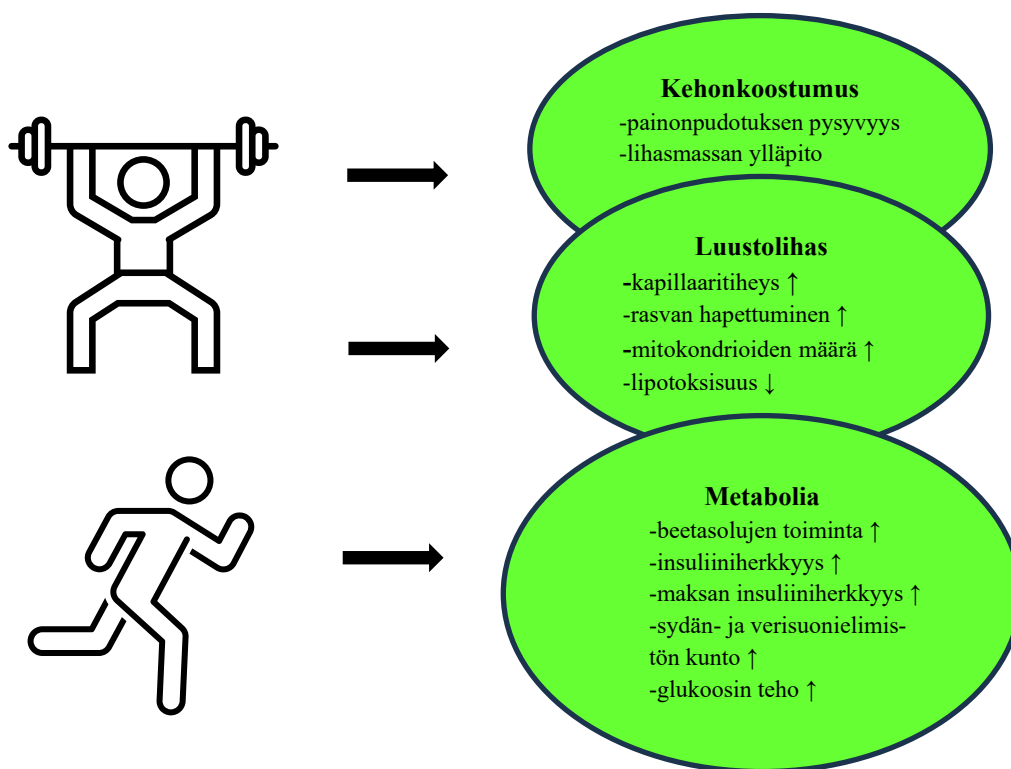 Kehonkoostumus
-painonpudotuksen pysyvyys
-lihasmassan ylläpito
Luustolihas
-kapillaaritiheys ↑
-rasvan hapettuminen ↑
-mitokondrioiden määrä ↑
-lipotoksisuus ↓
Metabolia
-beetasolujen toiminta ↑
-insuliiniherkkyys ↑
-maksan insuliiniherkkyys ↑
-sydän- ja verisuonielimis-
tön kunto ↑
-glukoosin teho ↑